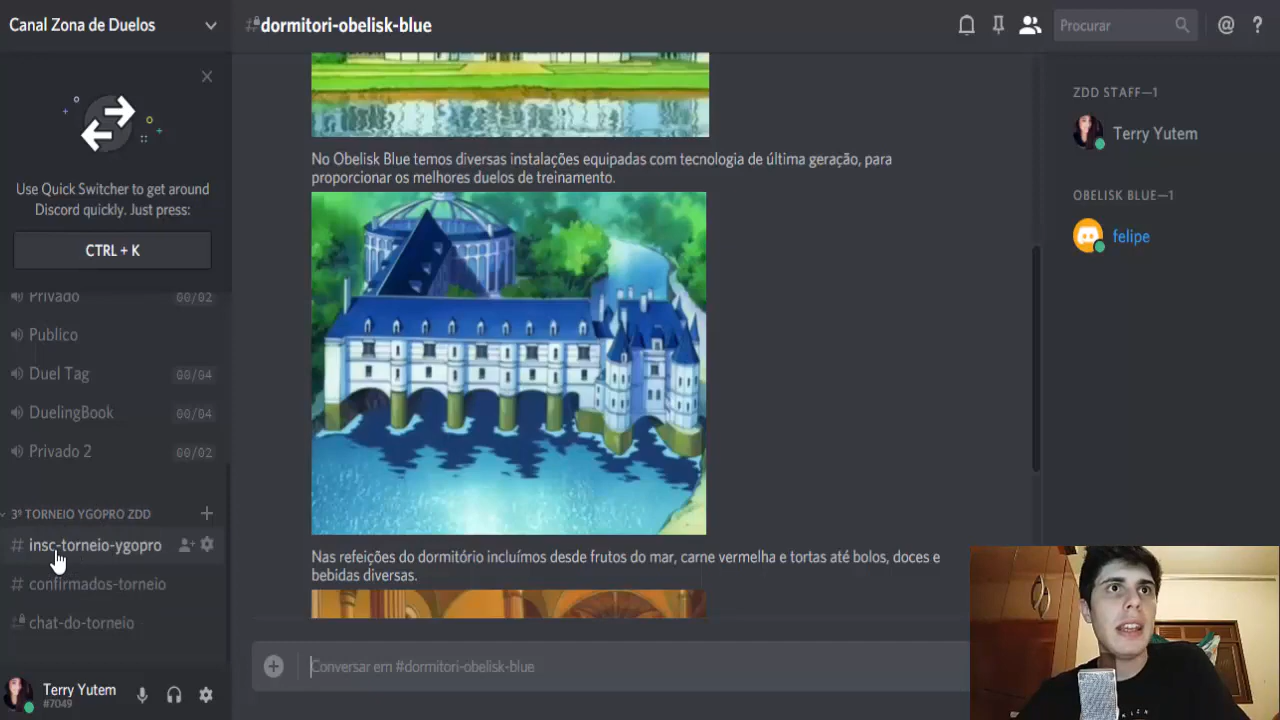 Canal Zona de Duelos
#dormitori-obelisk-blue
Procurar
@
?
Use Quick Switcher to get around
Discord quickly. Just press:
CTRL + K
Privado 00/02
Publico
Duel Tag 00/04
DuelingBook 00/04
Privado 2 00/02
3º TORNEIO YGOPRO ZDD
# insc-torneio-ygopro
# confirmados-torneio
chat-do-torneio
Terry Yutem
#7049
No Obelisk Blue temos diversas instalações equipadas com tecnologia de última geração, para
proporcionar os melhores duelos de treinamento.
Nas refeições do dormitório incluímos desde frutos do mar, carne vermelha e tortas até bolos, doces e
bebidas diversas.
Conversar em #dormitori-obelisk-blue
ZDD STAFF—1
Terry Yutem
OBELISK BLUE—1
felipe